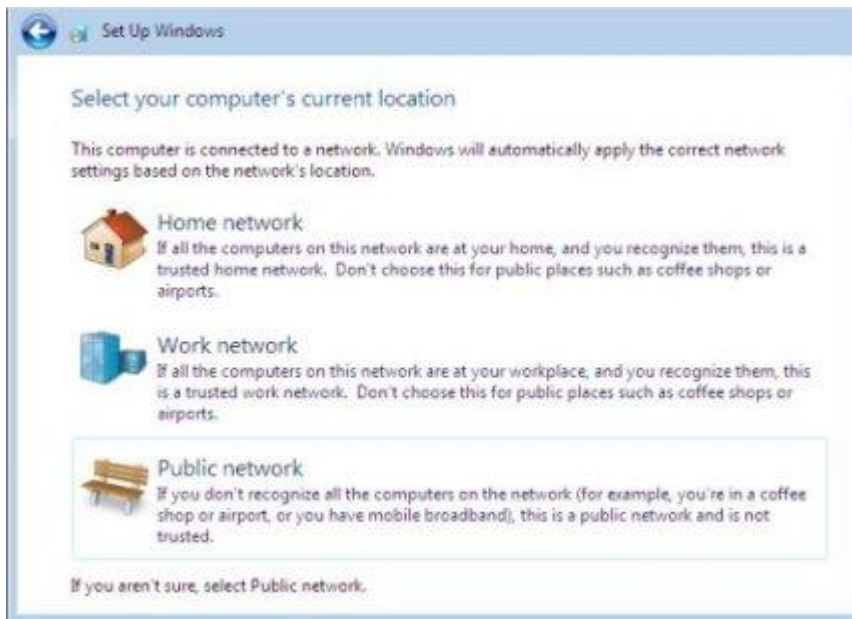 Set Up Windows
Select your computer's current location
This computer is connected to a network. Windows will automatically apply the correct network
settings based on the network's location.
Home network
If all the computers on this network are at your home, and you recognize them, this is a
trusted home network. Don't choose this for public places such as coffee shops or
airports.
Work network
If all the computers on this network are at your workplace, and you recognize them, this
is a trusted work network. Don't choose this for public places such as coffee shops or
airports.
Public network
If you don't recognize all the computers on the network (for example, you're in a coffee
shop or airport, or you have mobile broadband), this is a public network and is not
trusted.
If you aren't sure, select Public network.